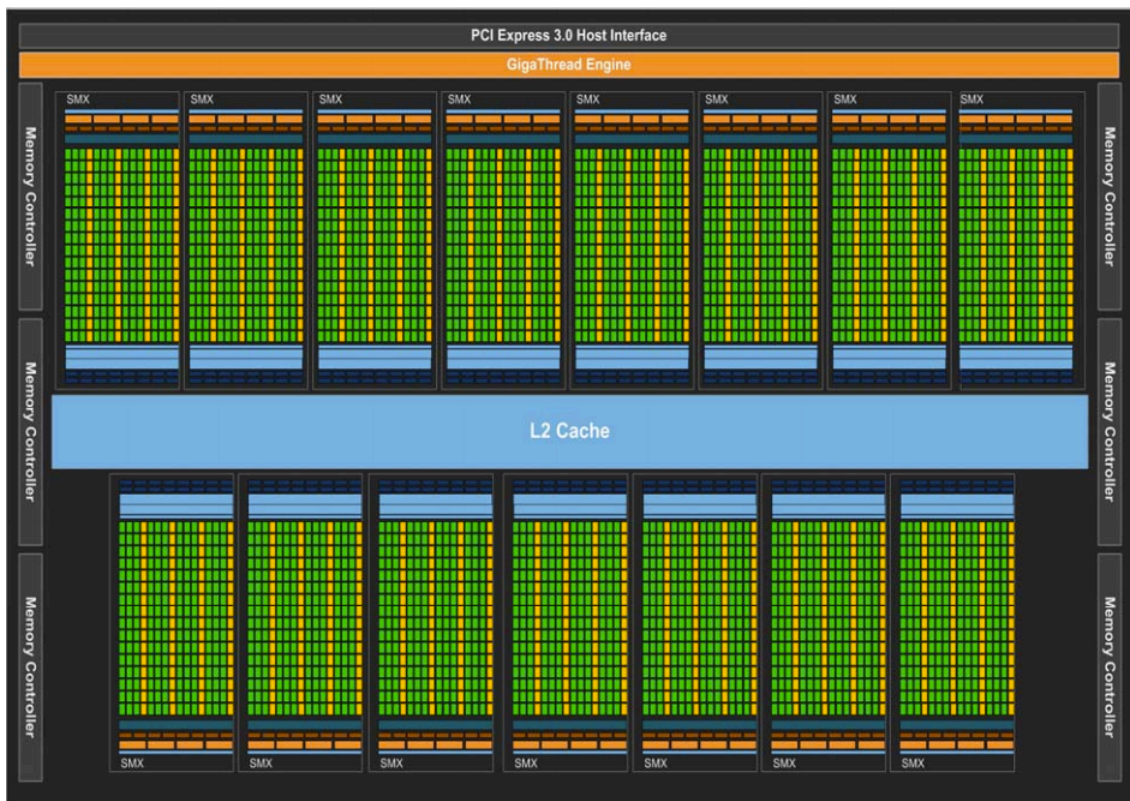 PCI Express 3.0 Host Interface
GigaThread Engine
SMX SMX SMX SMX SMX SMX SMX SMX
Memory Controller
Memory Controller
Memory Controller
Memory Controller
L2 Cache
Memory Controller
Memory Controller
SMX SMX SMX SMX SMX SMX SMX